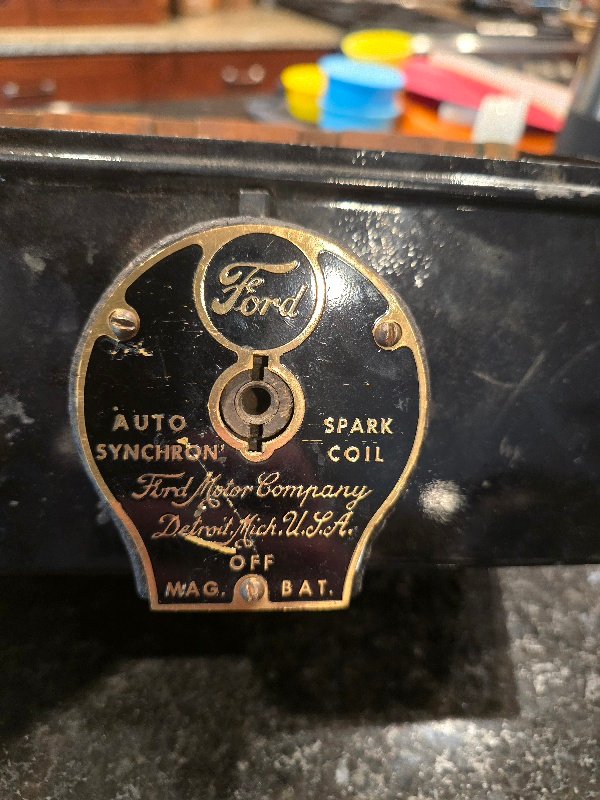 Ford
AUTO SPARK
SYNCHRON' COIL
Ford Motor Company
Detroit, Mich. U.S.A.
OFF
MAG. BAT.